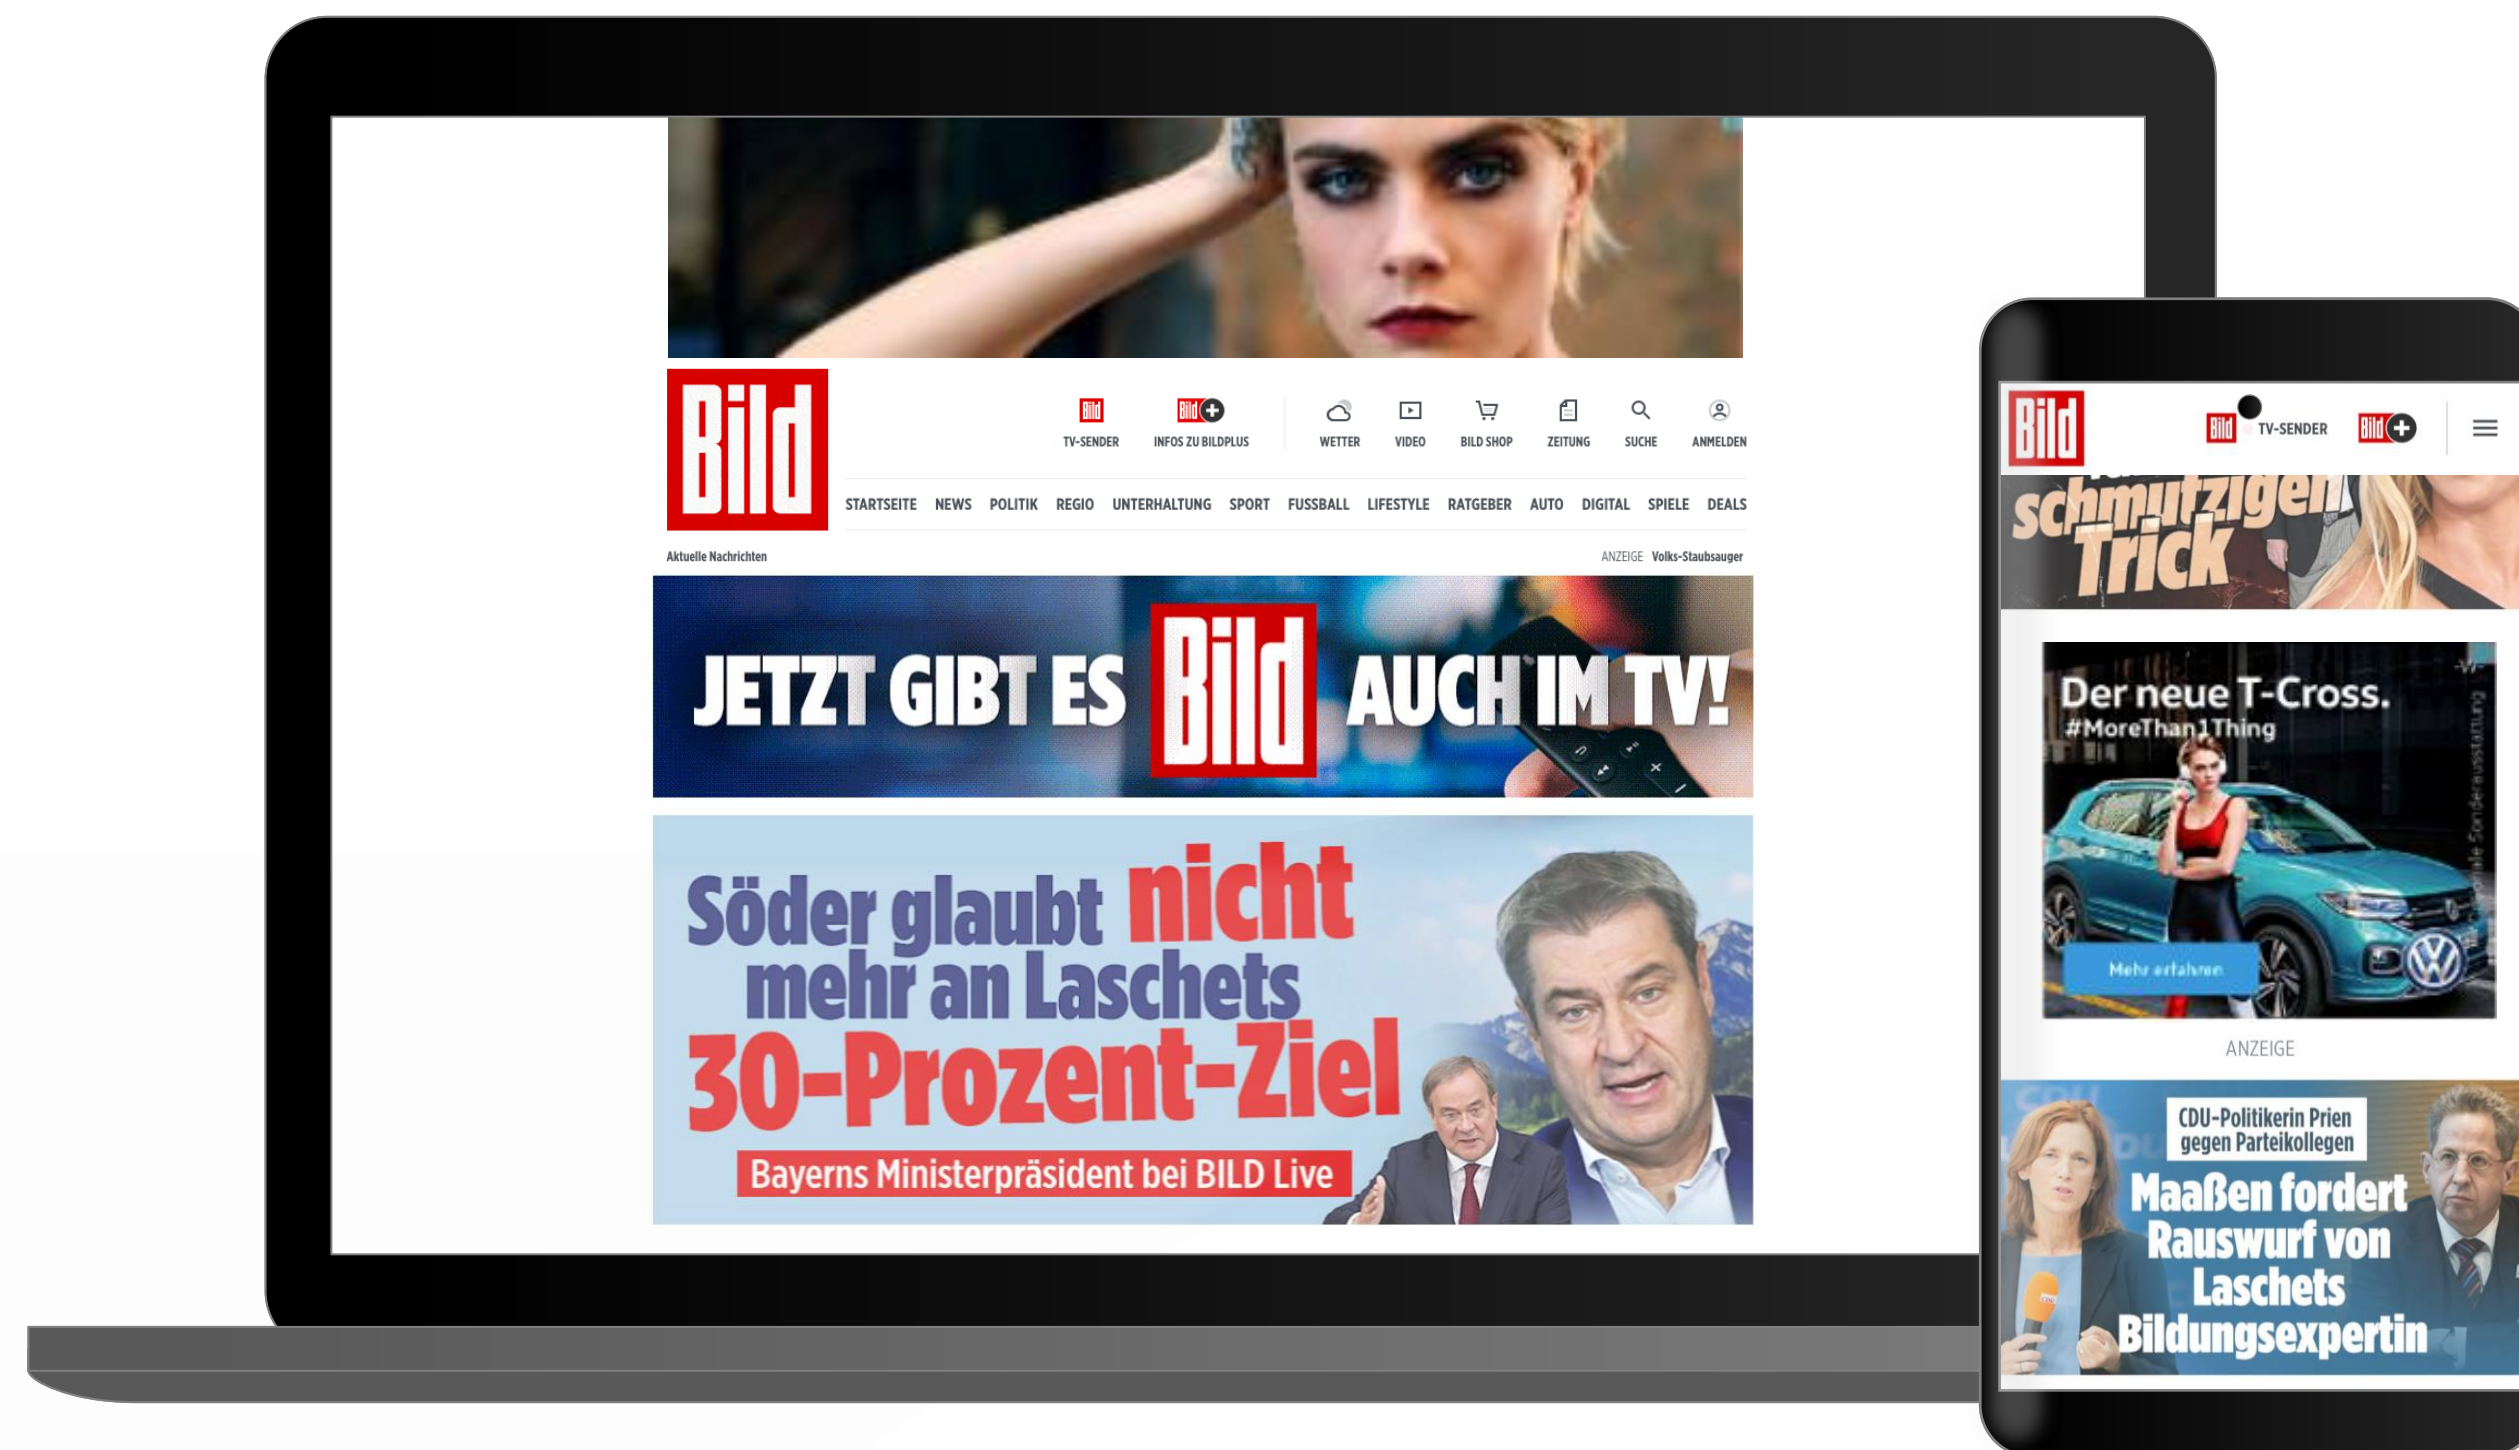 Bild
Bild
TV-SENDER
Bild+
INFOS ZU BILDPLUS
WETTER
VIDEO
BILD SHOP
ZEITUNG
SUCHE
ANMELDEN
STARTSEITE NEWS POLITIK REGIO UNTERHALTUNG SPORT FUSSBALL LIFESTYLE RATGEBER AUTO DIGITAL SPIELE DEALS
Aktuelle Nachrichten
ANZEIGE Volks-Staubsauger
JETZT GIBT ES Bild AUCH IM TV!
Söder glaubt nicht
mehr an Laschets
30-Prozent-Ziel
Bayerns Ministerpräsident bei BILD Live
Bild
Bild TV-SENDER Bild+
schmutzigen
Trick
Der neue T-Cross.
#MoreThan1Thing
Sonderausstattung
Mehr erfahren
ANZEIGE
CDU-Politikerin Prien
gegen Parteikollegen
Maaßen fordert
Rauswurf von
Laschets
Bildungsexpertin